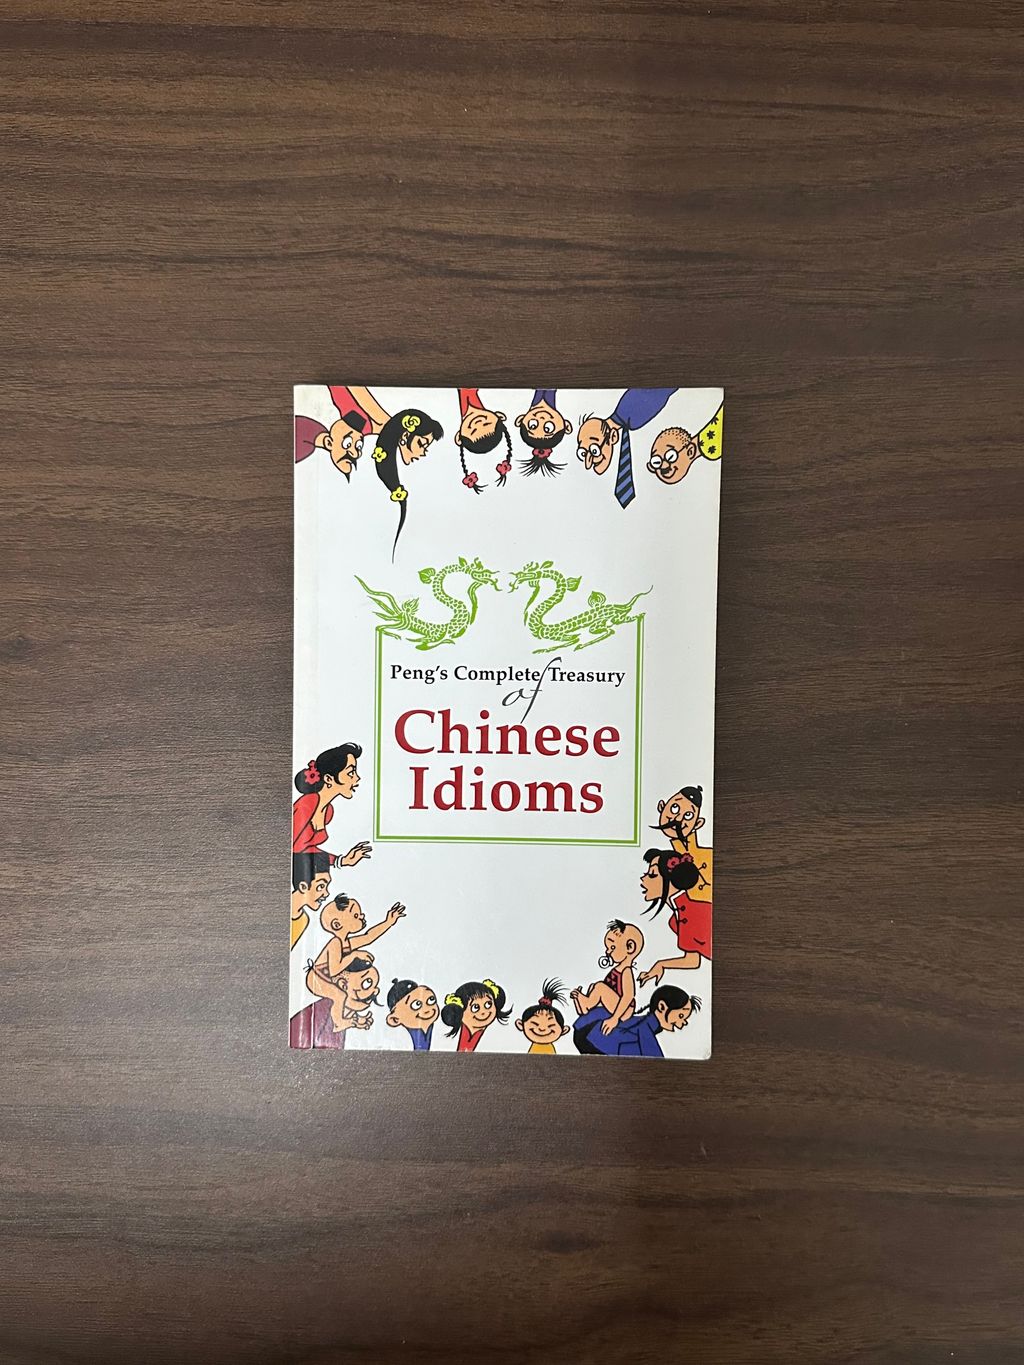 Peng's Complete Treasury
of
Chinese
Idioms